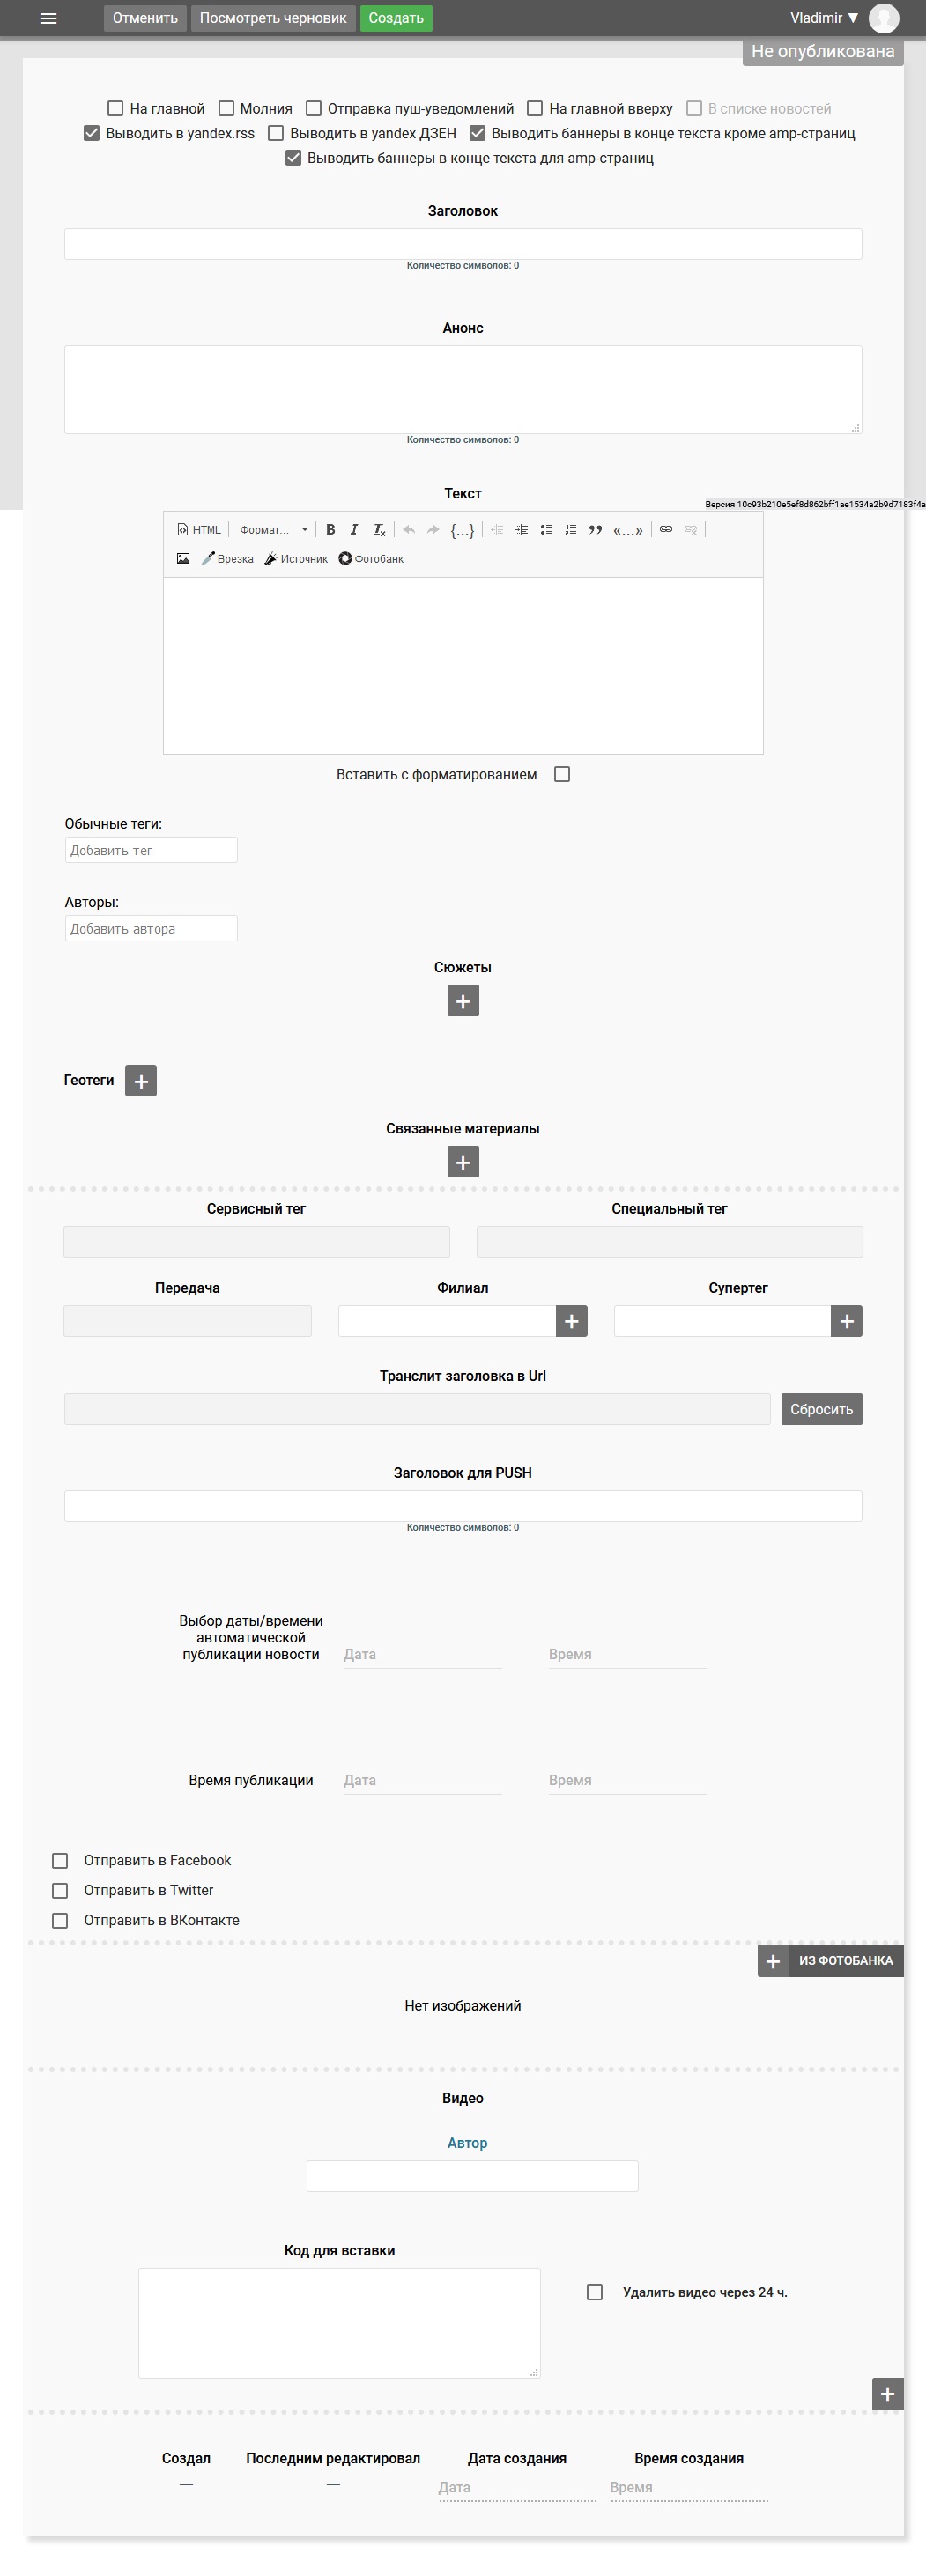 Отменить Посмотреть черновик Создать Vladimir ▼
Не опубликована
На главной Молния Отправка пуш-уведомлений На главной вверху В списке новостей
Выводить в yandex.rss Выводить в yandex ДЗЕН Выводить баннеры в конце текста кроме amp-страниц
Выводить баннеры в конце текста для amp-страниц
Заголовок
Количество символов: 0
Анонс
Количество символов: 0
Текст
Версия 10c93b210e5ef8d862bff1ae1534a2b9d7183f4a
HTML Формат... B I Tx {...} «...»
Врезка Источник Фотобанк
Вставить с форматированием
Обычные теги:
Добавить тег
Авторы:
Добавить автора
Сюжеты
+
Геотеги +
Связанные материалы
+
Сервисный тег Специальный тег
Передача Филиал Супертег
+ +
Транслит заголовка в Url
Сбросить
Заголовок для PUSH
Количество символов: 0
Выбор даты/времени
автоматической
публикации новости Дата Время
Время публикации Дата Время
Отправить в Facebook
Отправить в Twitter
Отправить в ВКонтакте
+ ИЗ ФОТОБАНКА
Нет изображений
Видео
Автор
Код для вставки
Удалить видео через 24 ч.
+
Создал Последним редактировал Дата создания Время создания
— — Дата Время